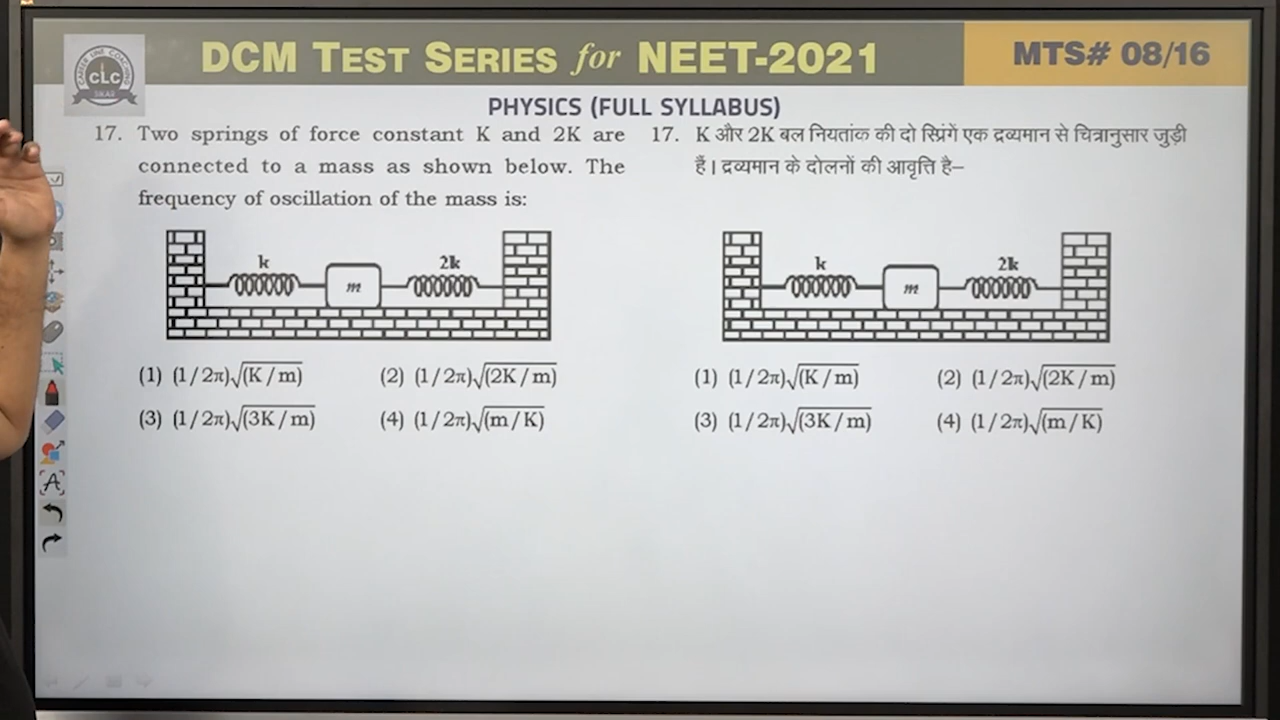 DCM TEST SERIES for NEET-2021
MTS# 08/16
CAREER LINE COACHING
CLC
SIKAR
PHYSICS (FULL SYLLABUS)
17. Two springs of force constant K and 2K are
connected to a mass as shown below. The
frequency of oscillation of the mass is:
k
m
2k
(1) (1/2π)√(K/m) (2) (1/2π)√(2K/m)
(3) (1/2π)√(3K/m) (4) (1/2π)√(m/K)
17. K और 2K बल नियतांक की दो स्प्रिंगें एक द्रव्यमान से चित्रानुसार जुड़ी
हैं। द्रव्यमान के दोलनों की आवृत्ति है–
k
m
2k
(1) (1/2π)√(K/m) (2) (1/2π)√(2K/m)
(3) (1/2π)√(3K/m) (4) (1/2π)√(m/K)